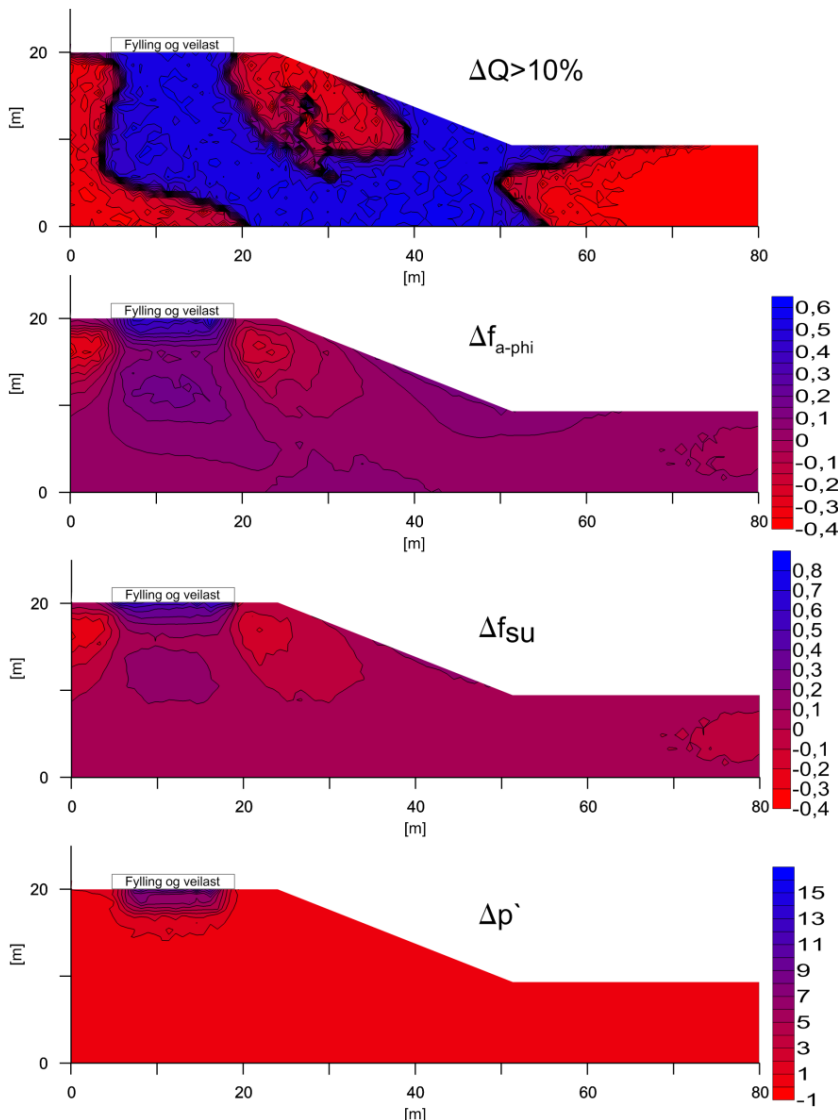 Fylling og veilast
ΔQ>10%
20
[m]
0
0 20 40 60 80
[m]
Fylling og veilast
Δf a-phi
20
[m]
0
0 20 40 60 80
[m]
0,6
0,5
0,4
0,3
0,2
0,1
0
-0,1
-0,2
-0,3
-0,4
Fylling og veilast
Δfsu
20
[m]
0
0 20 40 60 80
[m]
0,8
0,7
0,6
0,5
0,4
0,3
0,2
0,1
0
-0,1
-0,2
-0,3
-0,4
Fylling og veilast
Δp`
20
[m]
0
0 20 40 60 80
[m]
15
13
11
9
7
5
3
1
-1